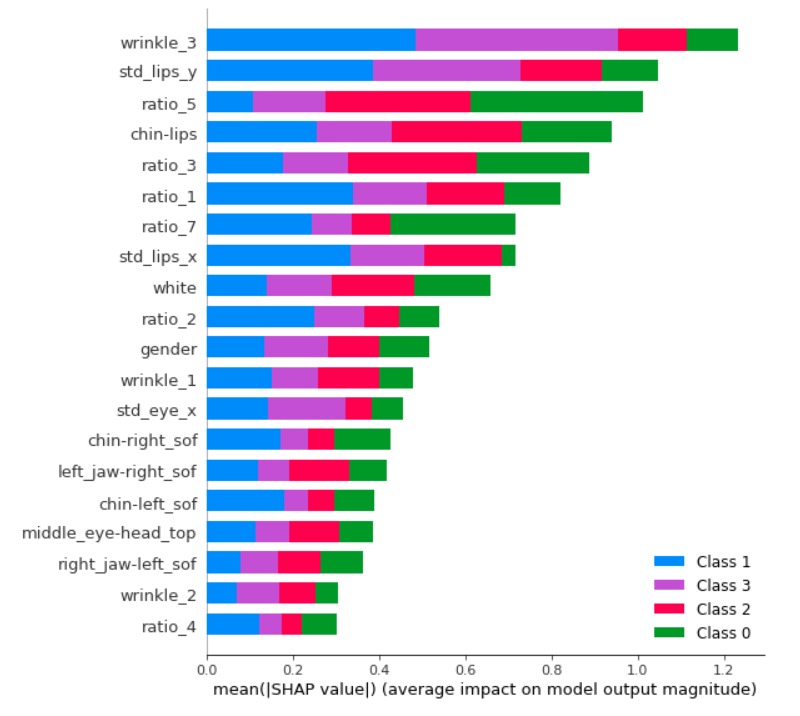 wrinkle_3
std_lips_y
ratio_5
chin-lips
ratio_3
ratio_1
ratio_7
std_lips_x
white
ratio_2
gender
wrinkle_1
std_eye_x
chin-right_sof
left_jaw-right_sof
chin-left_sof
middle_eye-head_top
right_jaw-left_sof
wrinkle_2
ratio_4
Class 1
Class 3
Class 2
Class 0
0.0 0.2 0.4 0.6 0.8 1.0 1.2
mean(|SHAP value|) (average impact on model output magnitude)